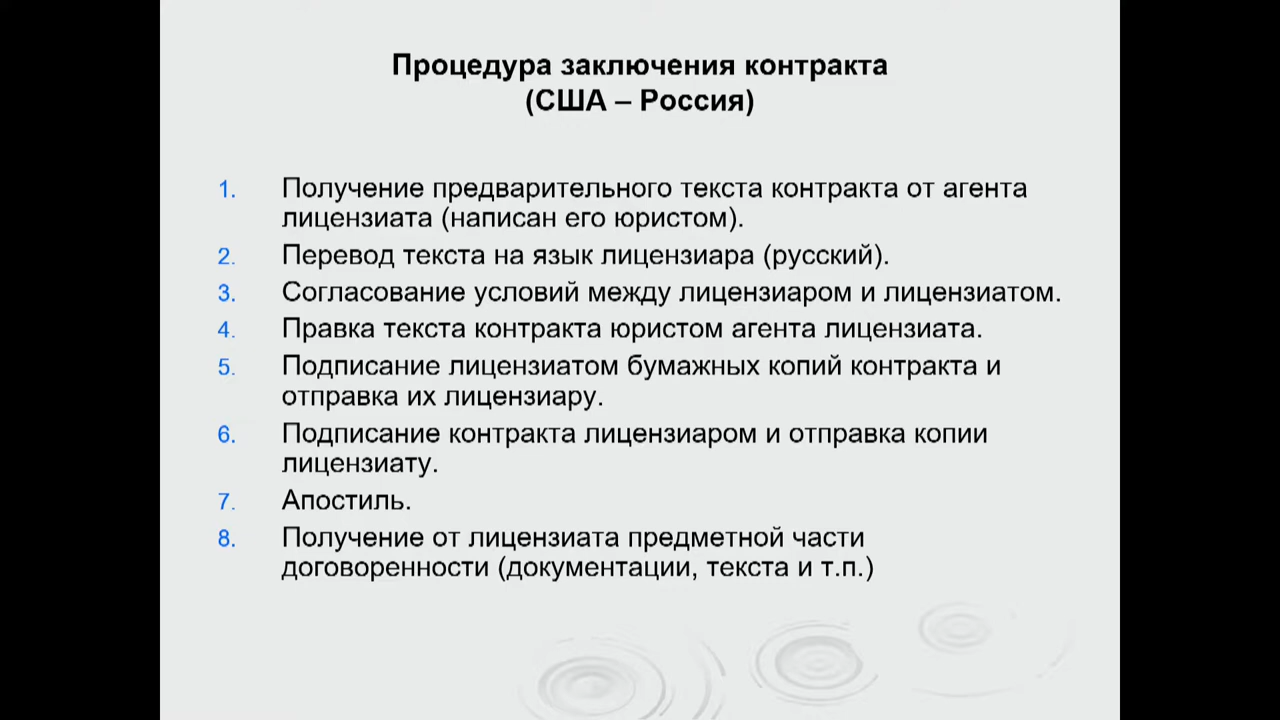 Процедура заключения контракта
(США – Россия)
1. Получение предварительного текста контракта от агента
лицензиата (написан его юристом).
2. Перевод текста на язык лицензиара (русский).
3. Согласование условий между лицензиаром и лицензиатом.
4. Правка текста контракта юристом агента лицензиата.
5. Подписание лицензиатом бумажных копий контракта и
отправка их лицензиару.
6. Подписание контракта лицензиаром и отправка копии
лицензиату.
7. Апостиль.
8. Получение от лицензиата предметной части
договоренности (документации, текста и т.п.)